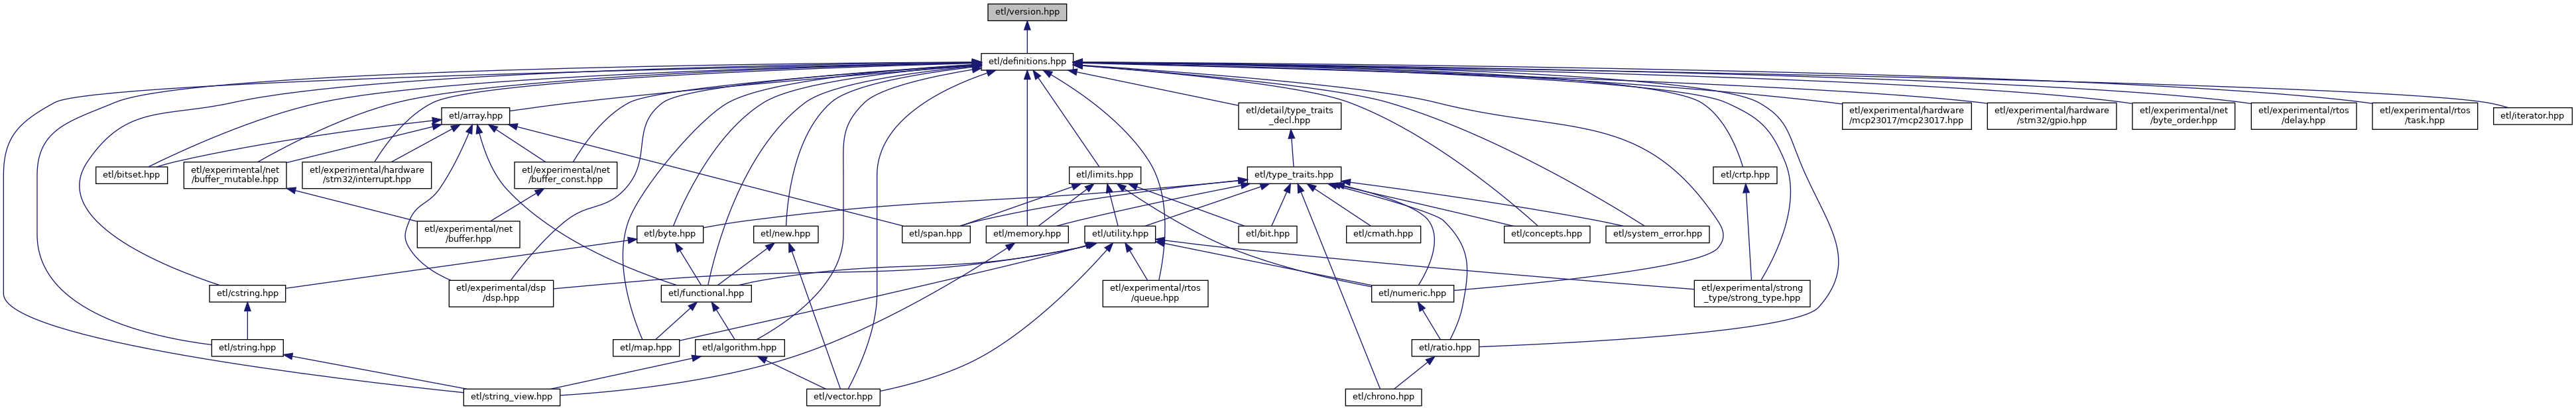 etl/version.hpp
etl/definitions.hpp
etl/array.hpp
etl/detail/type_traits
_decl.hpp
etl/experimental/hardware
/mcp23017/mcp23017.hpp
etl/experimental/hardware
/stm32/gpio.hpp
etl/experimental/net
/byte_order.hpp
etl/experimental/rtos
/delay.hpp
etl/experimental/rtos
/task.hpp
etl/iterator.hpp
etl/bitset.hpp
etl/experimental/net
/buffer_mutable.hpp
etl/experimental/hardware
/stm32/interrupt.hpp
etl/experimental/net
/buffer_const.hpp
etl/limits.hpp
etl/type_traits.hpp
etl/crtp.hpp
etl/experimental/net
/buffer.hpp
etl/byte.hpp
etl/new.hpp
etl/span.hpp
etl/memory.hpp
etl/utility.hpp
etl/bit.hpp
etl/cmath.hpp
etl/concepts.hpp
etl/system_error.hpp
etl/cstring.hpp
etl/experimental/dsp
/dsp.hpp
etl/functional.hpp
etl/experimental/rtos
/queue.hpp
etl/numeric.hpp
etl/experimental/strong
_type/strong_type.hpp
etl/string.hpp
etl/map.hpp
etl/algorithm.hpp
etl/ratio.hpp
etl/string_view.hpp
etl/vector.hpp
etl/chrono.hpp